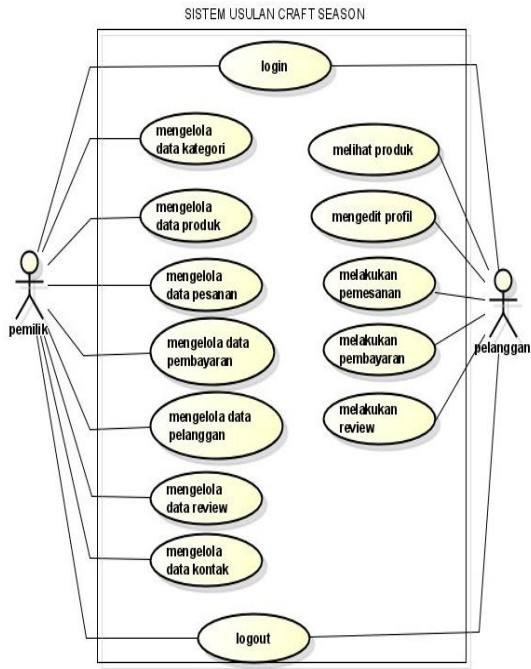 SISTEM USULAN CRAFT SEASON
login
mengelola
data kategori
melihat produk
mengelola
data produk
mengedit profil
mengelola
data pesanan
melakukan
pemesanan
pemilik
pelanggan
mengelola data
pembayaran
melakukan
pembayaran
mengelola data
pelanggan
melakukan
review
mengelola
data review
mengelola
data kontak
logout